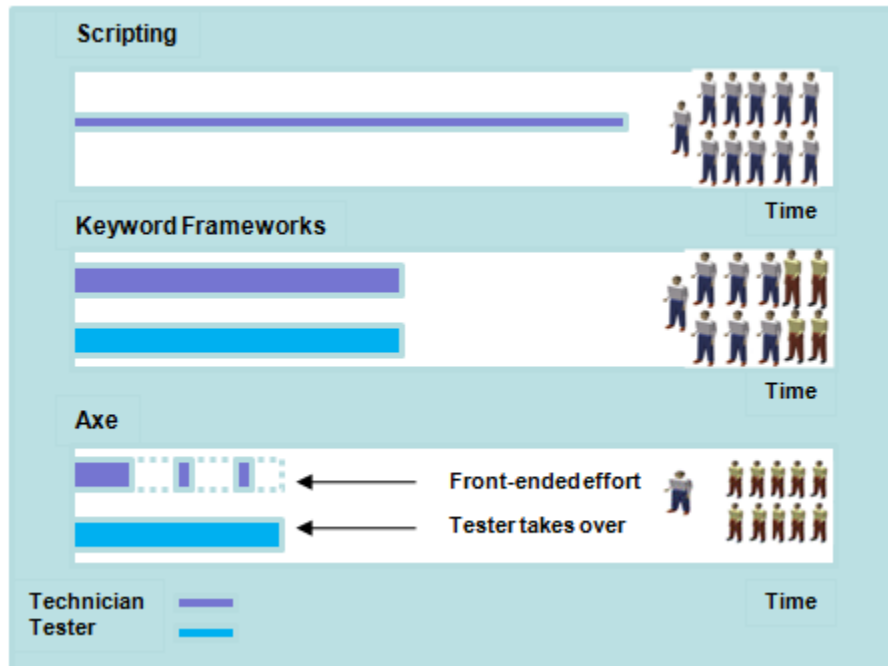 Scripting
Time
Keyword Frameworks
Time
Axe
Front-ended effort
Tester takes over
Time
Technician
Tester